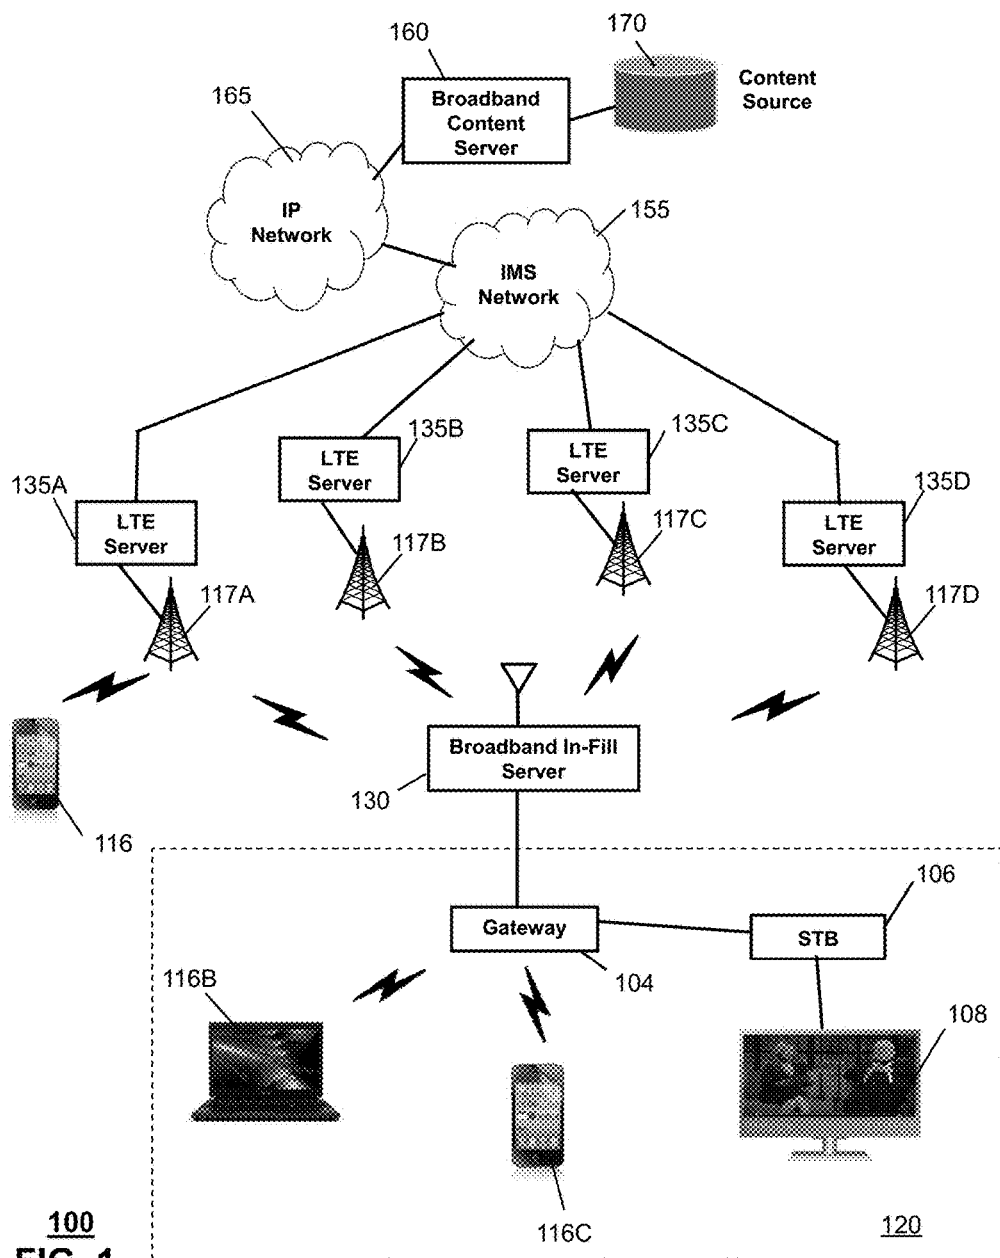 160
170
Content
Source
Broadband
Content
Server
165
IP
Network
155
IMS
Network
135A
LTE
Server
135B
LTE
Server
135C
LTE
Server
135D
LTE
Server
117A
117B
117C
117D
116
Broadband In-Fill
Server
130
106
Gateway
STB
104
116B
108
116C
100
120
FIG. 1